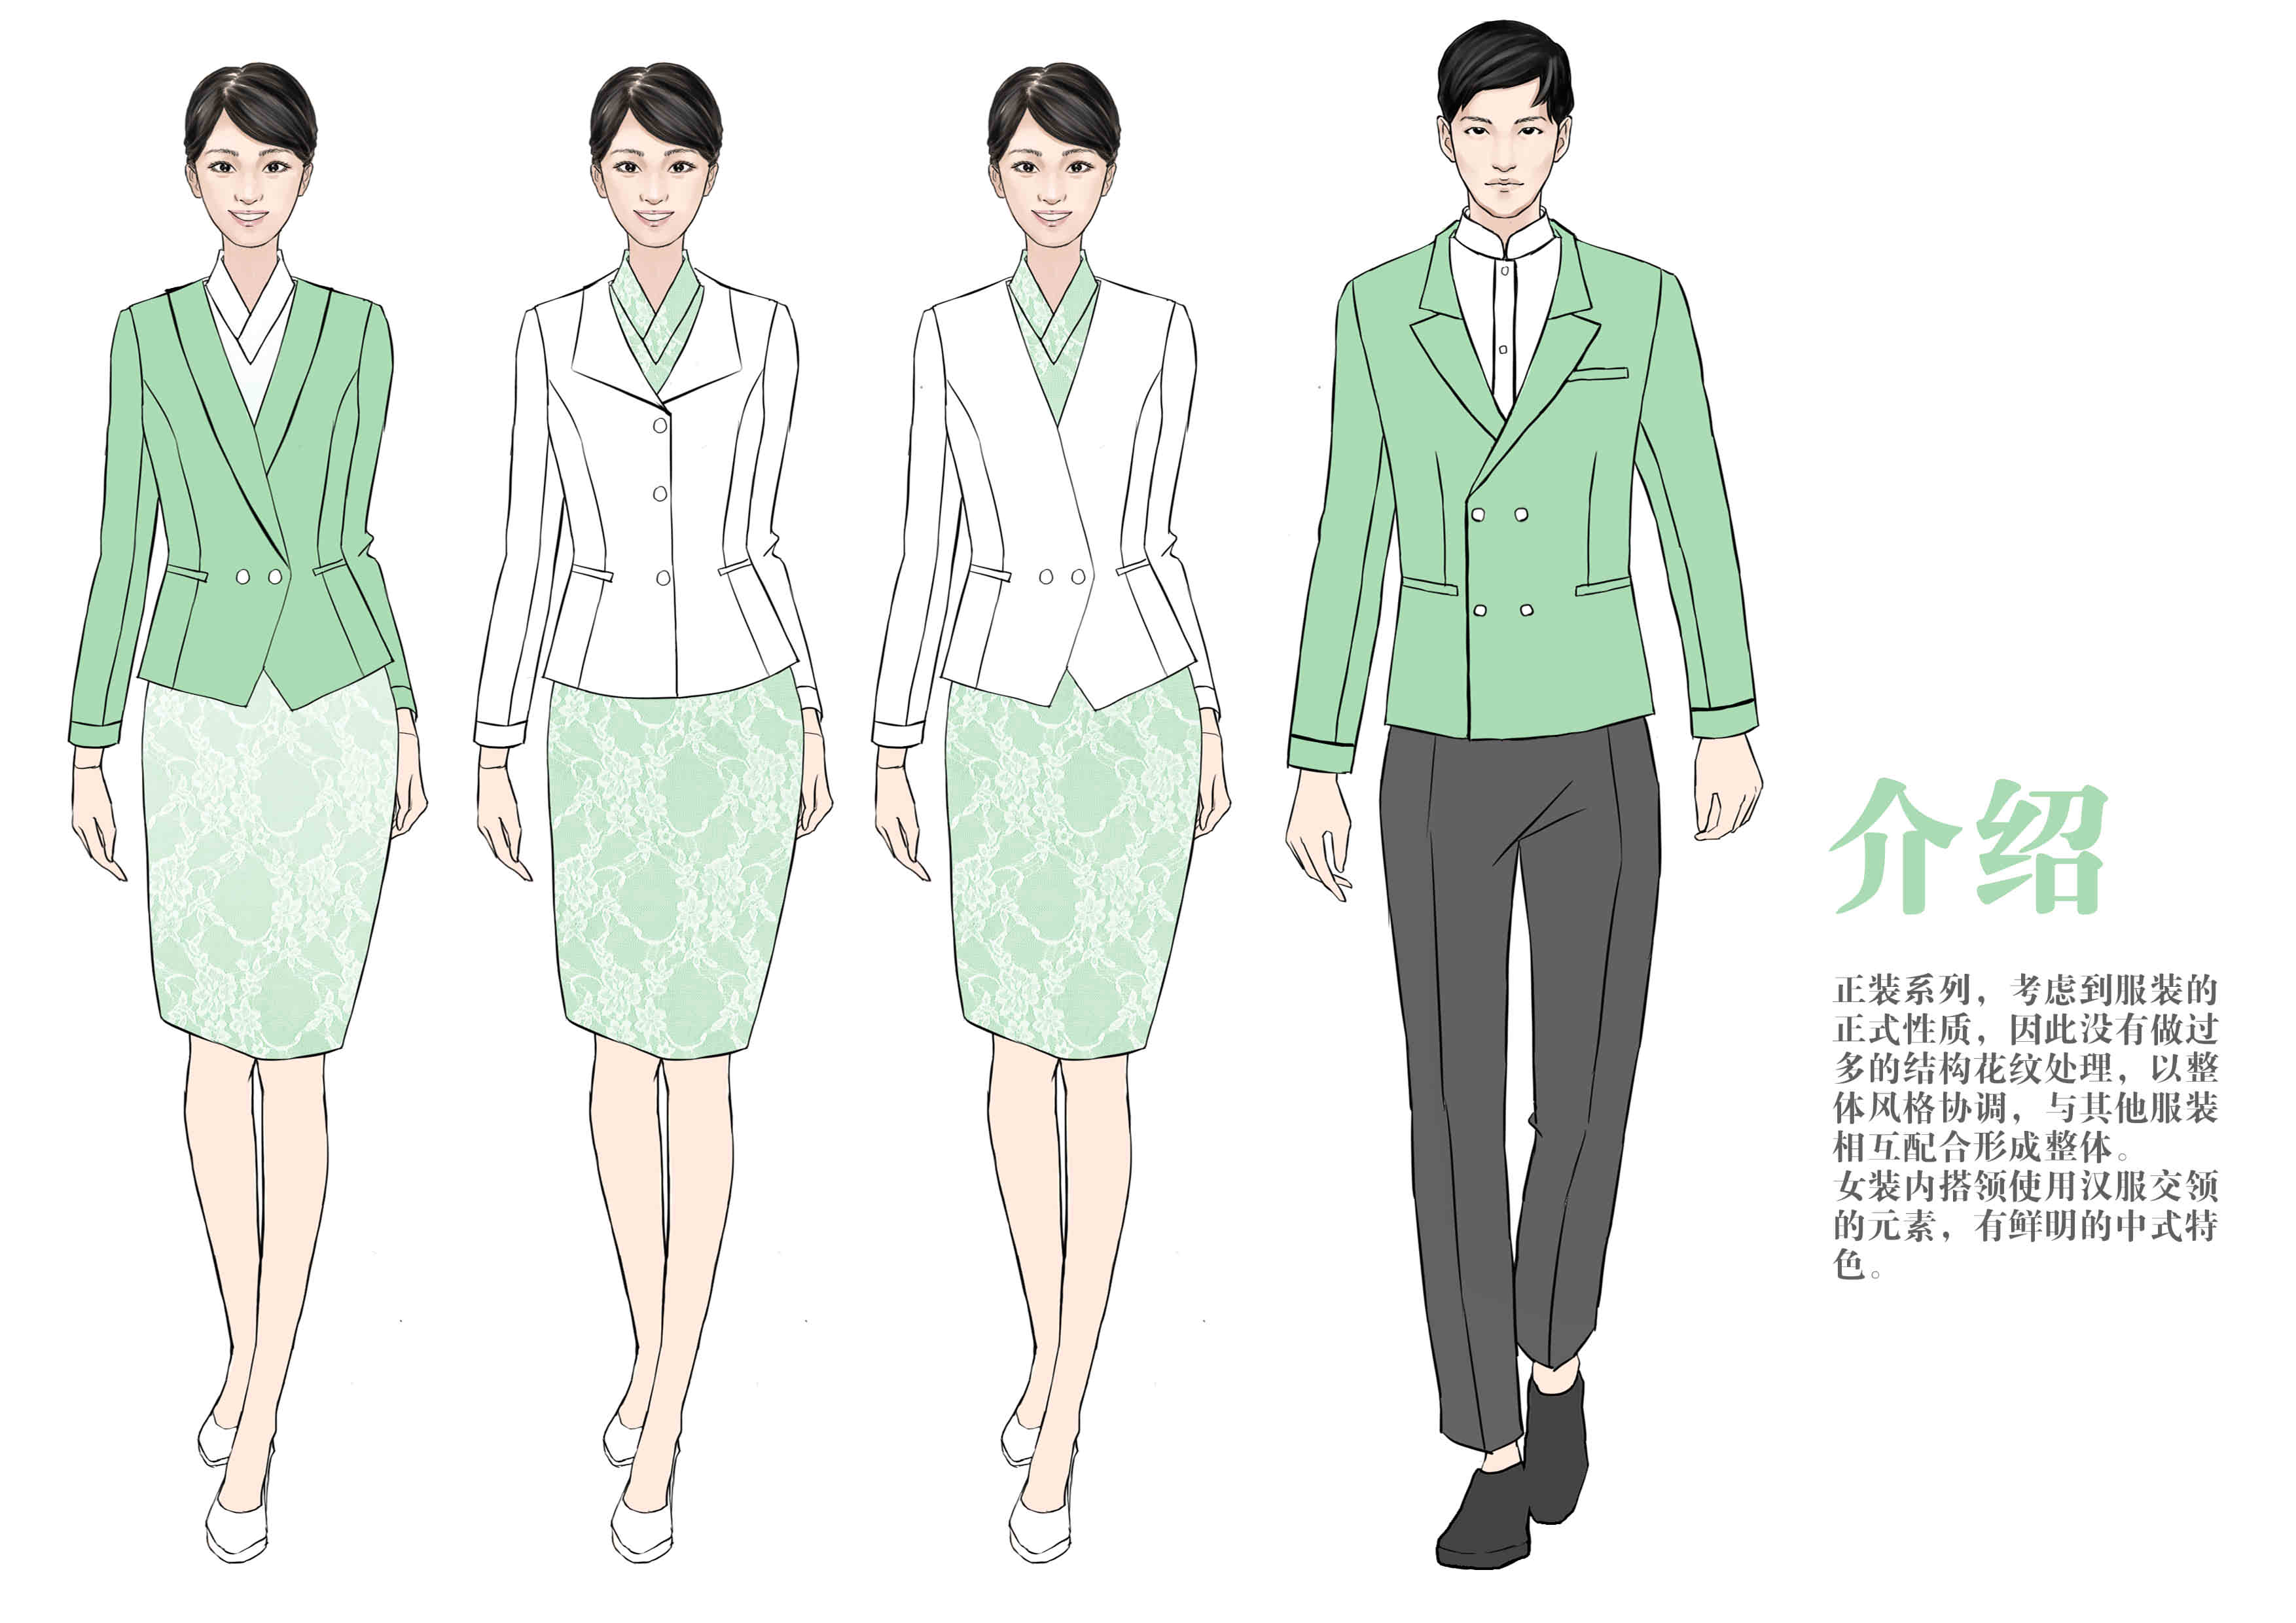 介绍
正装系列，考虑到服装的
正式性质，因此没有做过
多的结构花纹处理，以整
体风格协调，与其他服装
相互配合形成整体。
女装内搭领使用汉服交领
的元素，有鲜明的中式特
色。